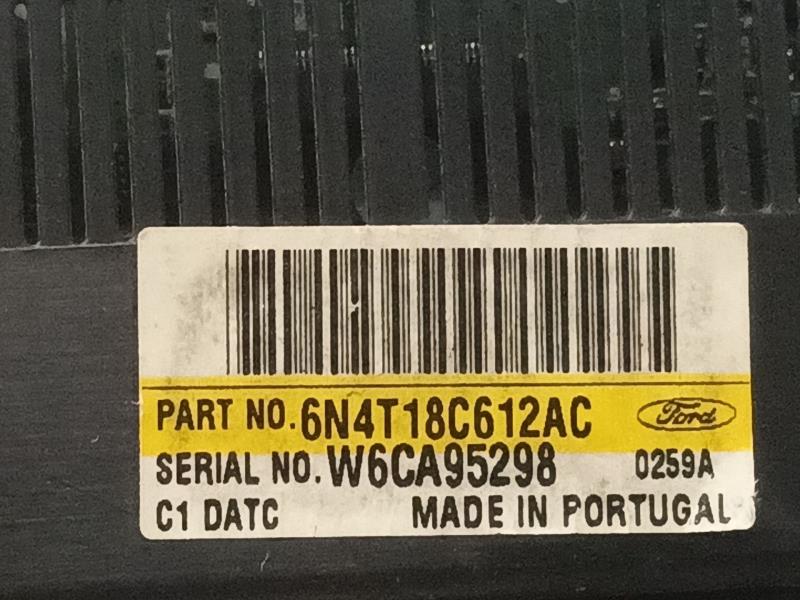 PART NO. 6N4T18C612AC Ford
SERIAL NO. W6CA95298 0259A
C1 DATC MADE IN PORTUGAL